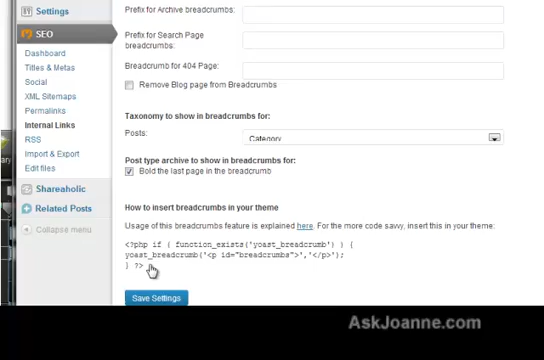 Settings
SEO
Dashboard
Titles & Metas
Social
XML Sitemaps
Permalinks
Internal Links
RSS
Import & Export
Edit files
Shareaholic
Related Posts
Collapse menu
Prefix for Archive breadcrumbs:
Prefix for Search Page
breadcrumbs:
Breadcrumb for 404 Page:
Remove Blog page from Breadcrumbs
Taxonomy to show in breadcrumbs for:
Posts:
Category
Post type archive to show in breadcrumbs for:
Bold the last page in the breadcrumb
How to insert breadcrumbs in your theme
Usage of this breadcrumbs feature is explained here. For the more code savvy, insert this in your theme:
<?php if ( function_exists('yoast_breadcrumb') ) {
yoast_breadcrumb('<p id="breadcrumbs">','</p>');
} ?>
Save Settings
AskJoanne.com